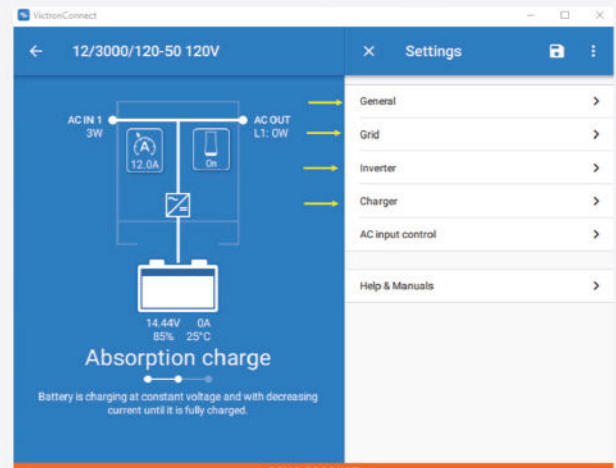 VictronConnect
12/3000/120-50 120V
AC IN 1
3W
AC OUT
L1: 0W
A
12.0A
On
14.44V 0A
85% 25°C
Absorption charge
Battery is charging at constant voltage and with decreasing
current until it is fully charged.
Settings
General
Grid
Inverter
Charger
AC input control
Help & Manuals